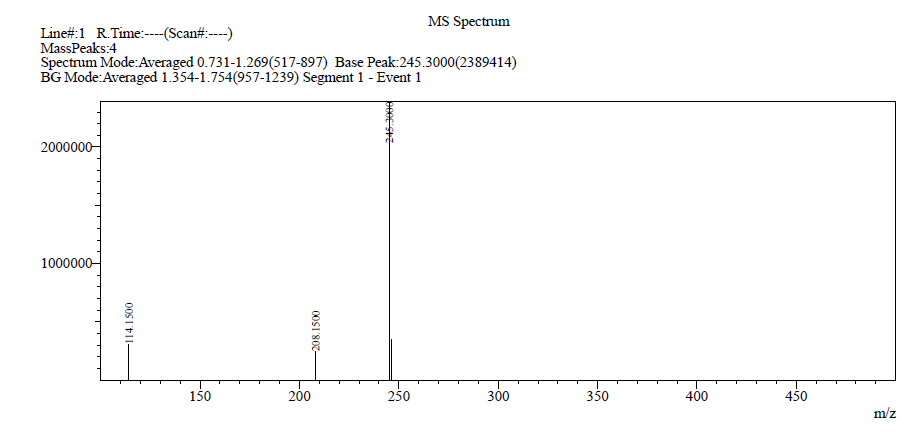 MS Spectrum
Line#:1 R.Time:----(Scan#:----)
MassPeaks:4
Spectrum Mode:Averaged 0.731-1.269(517-897) Base Peak:245.3000(2389414)
BG Mode:Averaged 1.354-1.754(957-1239) Segment 1 - Event 1
245.3000
2000000
1000000
114.1500
208.1500
150 200 250 300 350 400 450
m/z